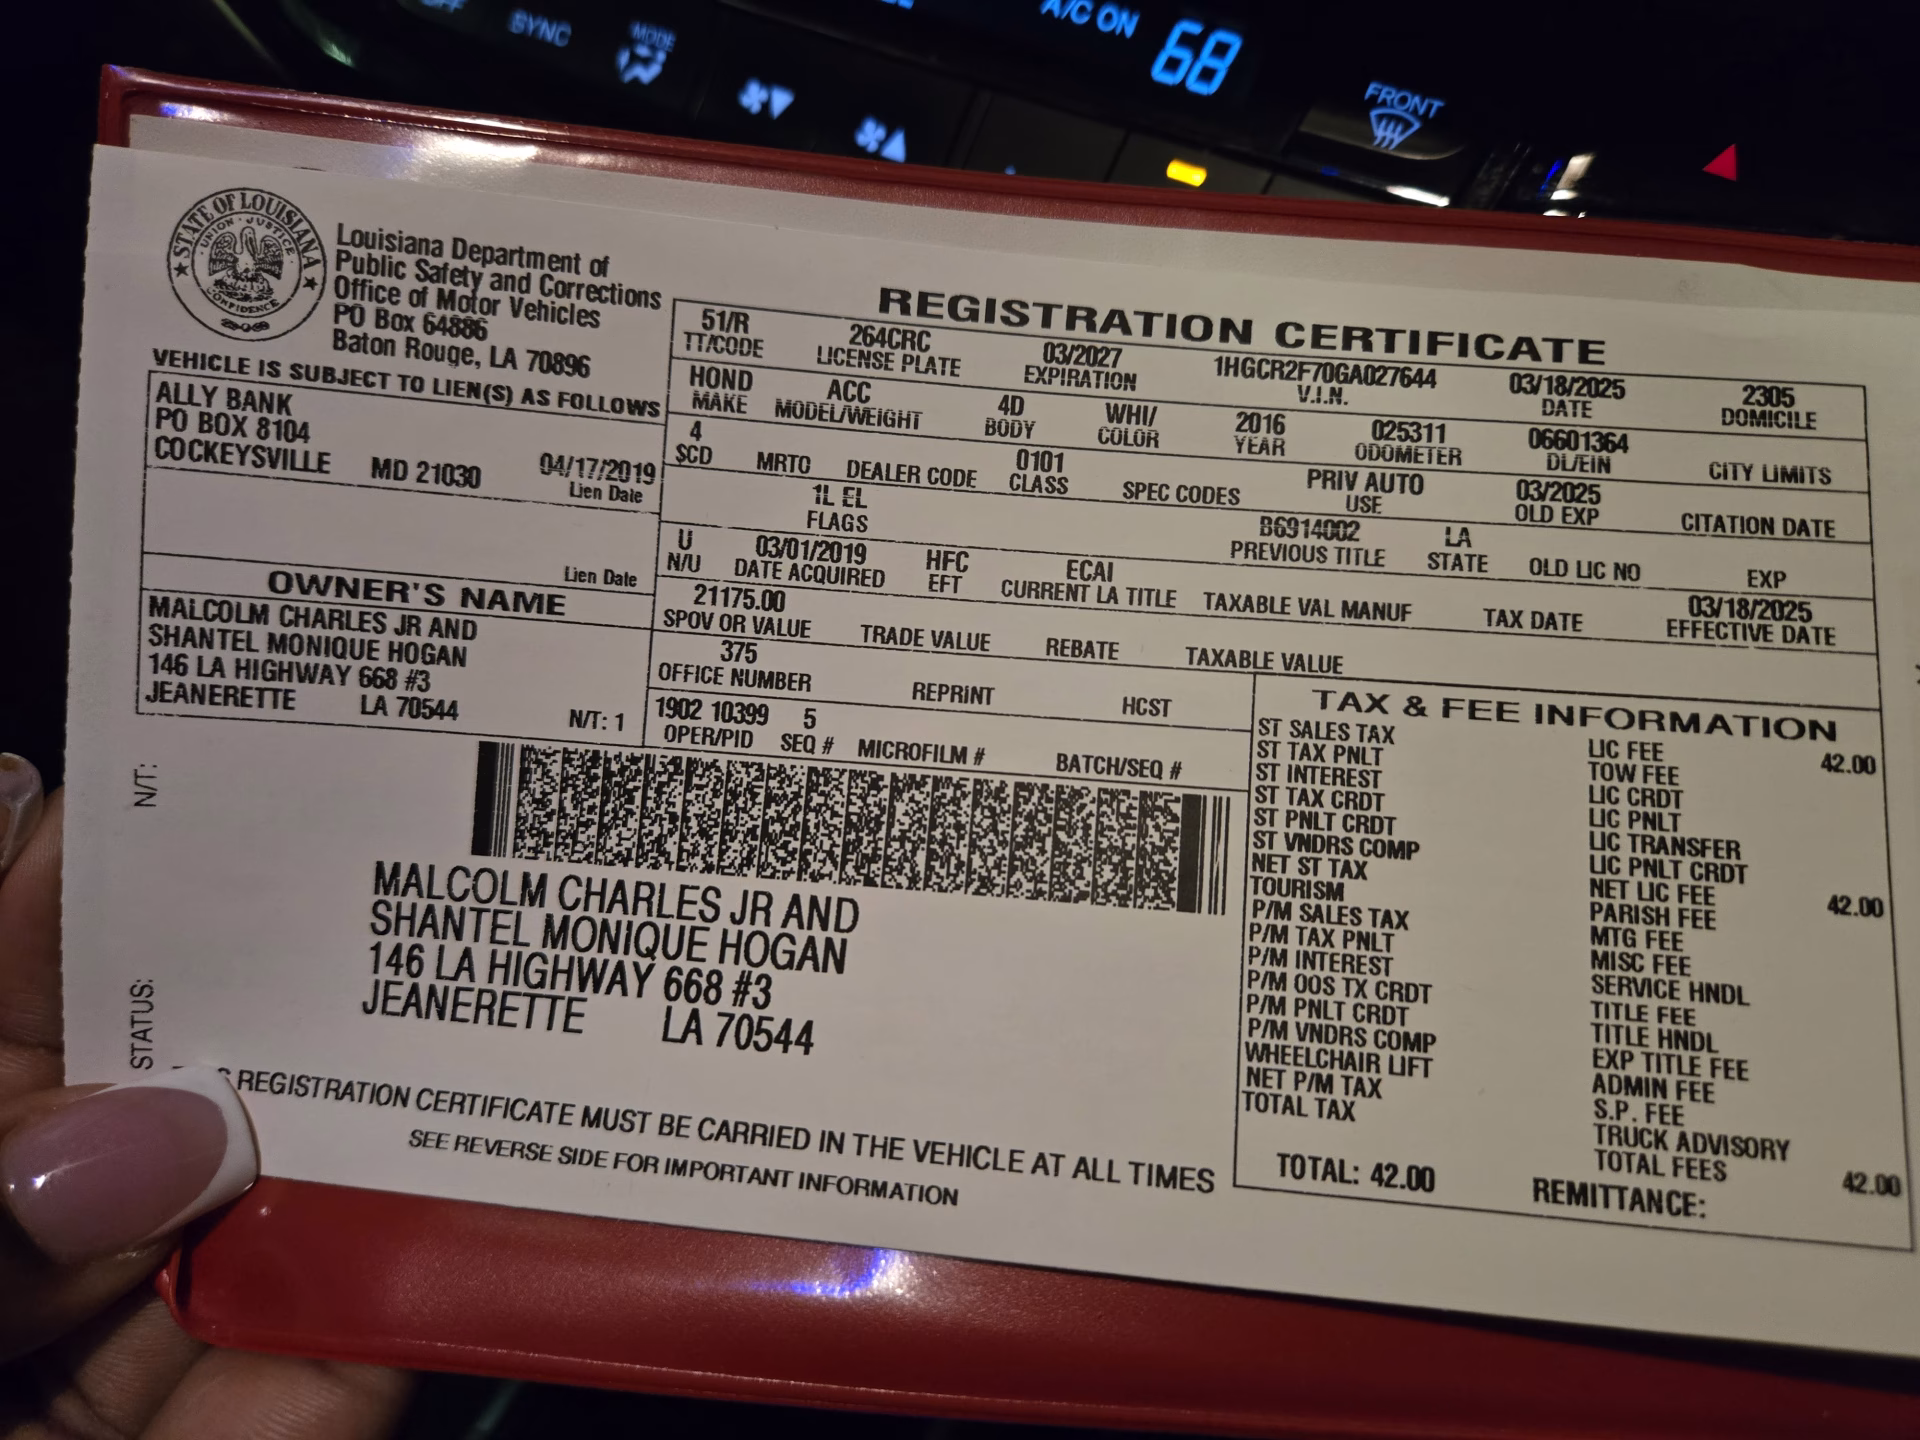 OFF
SYNC
MODE
A/C ON
68
FRONT
STATE OF LOUISIANA
UNION · JUSTICE
CONFIDENCE
Louisiana Department of
Public Safety and Corrections
Office of Motor Vehicles
PO Box 64886
Baton Rouge, LA 70896
REGISTRATION CERTIFICATE
VEHICLE IS SUBJECT TO LIEN(S) AS FOLLOWS
ALLY BANK
PO BOX 8104
COCKEYSVILLE MD 21030 04/17/2019
Lien Date
Lien Date
OWNER'S NAME
MALCOLM CHARLES JR AND
SHANTEL MONIQUE HOGAN
146 LA HIGHWAY 668 #3
JEANERETTE LA 70544
N/T: 1
51/R 264CRC 03/2027 1HGCR2F70GA027644 03/18/2025 2305
TT/CODE LICENSE PLATE EXPIRATION V.I.N. DATE DOMICILE
HOND ACC 4D WHI/ 2016 025311 06601364
MAKE MODEL/WEIGHT BODY COLOR YEAR ODOMETER DL/EIN CITY LIMITS
4 0101 PRIV AUTO 03/2025
SCD MRTO DEALER CODE CLASS SPEC CODES USE OLD EXP CITATION DATE
1L EL B6914002 LA
FLAGS PREVIOUS TITLE STATE OLD LIC NO EXP
U 03/01/2019 HFC ECAI 03/18/2025
N/U DATE ACQUIRED EFT CURRENT LA TITLE TAXABLE VAL MANUF TAX DATE EFFECTIVE DATE
21175.00
SPOV OR VALUE TRADE VALUE REBATE TAXABLE VALUE
375
OFFICE NUMBER REPRINT HCST
1902 10399 5
OPER/PID SEQ # MICROFILM # BATCH/SEQ #
TAX & FEE INFORMATION
ST SALES TAX LIC FEE 42.00
ST TAX PNLT TOW FEE
ST INTEREST LIC CRDT
ST TAX CRDT LIC PNLT
ST PNLT CRDT LIC TRANSFER
ST VNDRS COMP LIC PNLT CRDT
NET ST TAX NET LIC FEE 42.00
TOURISM PARISH FEE
P/M SALES TAX MTG FEE
P/M TAX PNLT MISC FEE
P/M INTEREST SERVICE HNDL
P/M OOS TX CRDT TITLE FEE
P/M PNLT CRDT TITLE HNDL
P/M VNDRS COMP EXP TITLE FEE
WHEELCHAIR LIFT ADMIN FEE
NET P/M TAX S.P. FEE
TOTAL TAX TRUCK ADVISORY
TOTAL FEES 42.00
TOTAL: 42.00 REMITTANCE:
N/T:
STATUS:
MALCOLM CHARLES JR AND
SHANTEL MONIQUE HOGAN
146 LA HIGHWAY 668 #3
JEANERETTE LA 70544
REGISTRATION CERTIFICATE MUST BE CARRIED IN THE VEHICLE AT ALL TIMES
SEE REVERSE SIDE FOR IMPORTANT INFORMATION